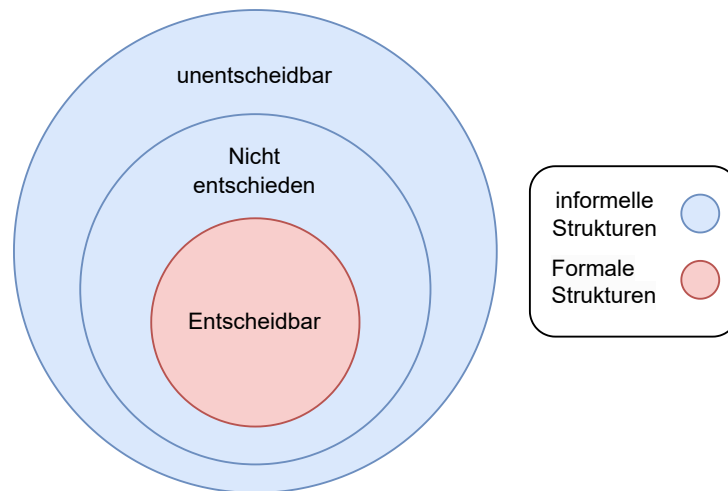 unentscheidbar
Nicht
entschieden
Entscheidbar
informelle
Strukturen
Formale
Strukturen